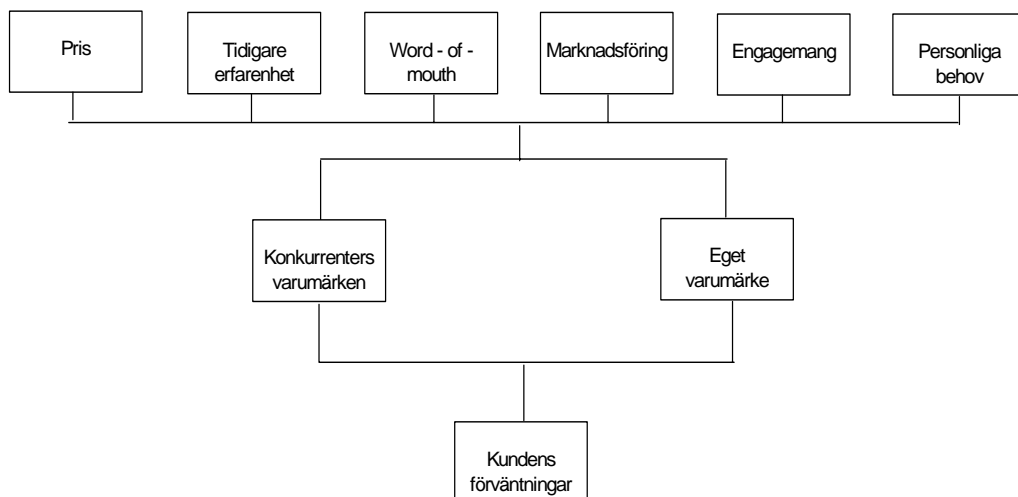 Pris
Tidigare
erfarenhet
Word - of -
mouth
Marknadsföring
Engagemang
Personliga
behov
Konkurrenters
varumärken
Eget
varumärke
Kundens
förväntningar